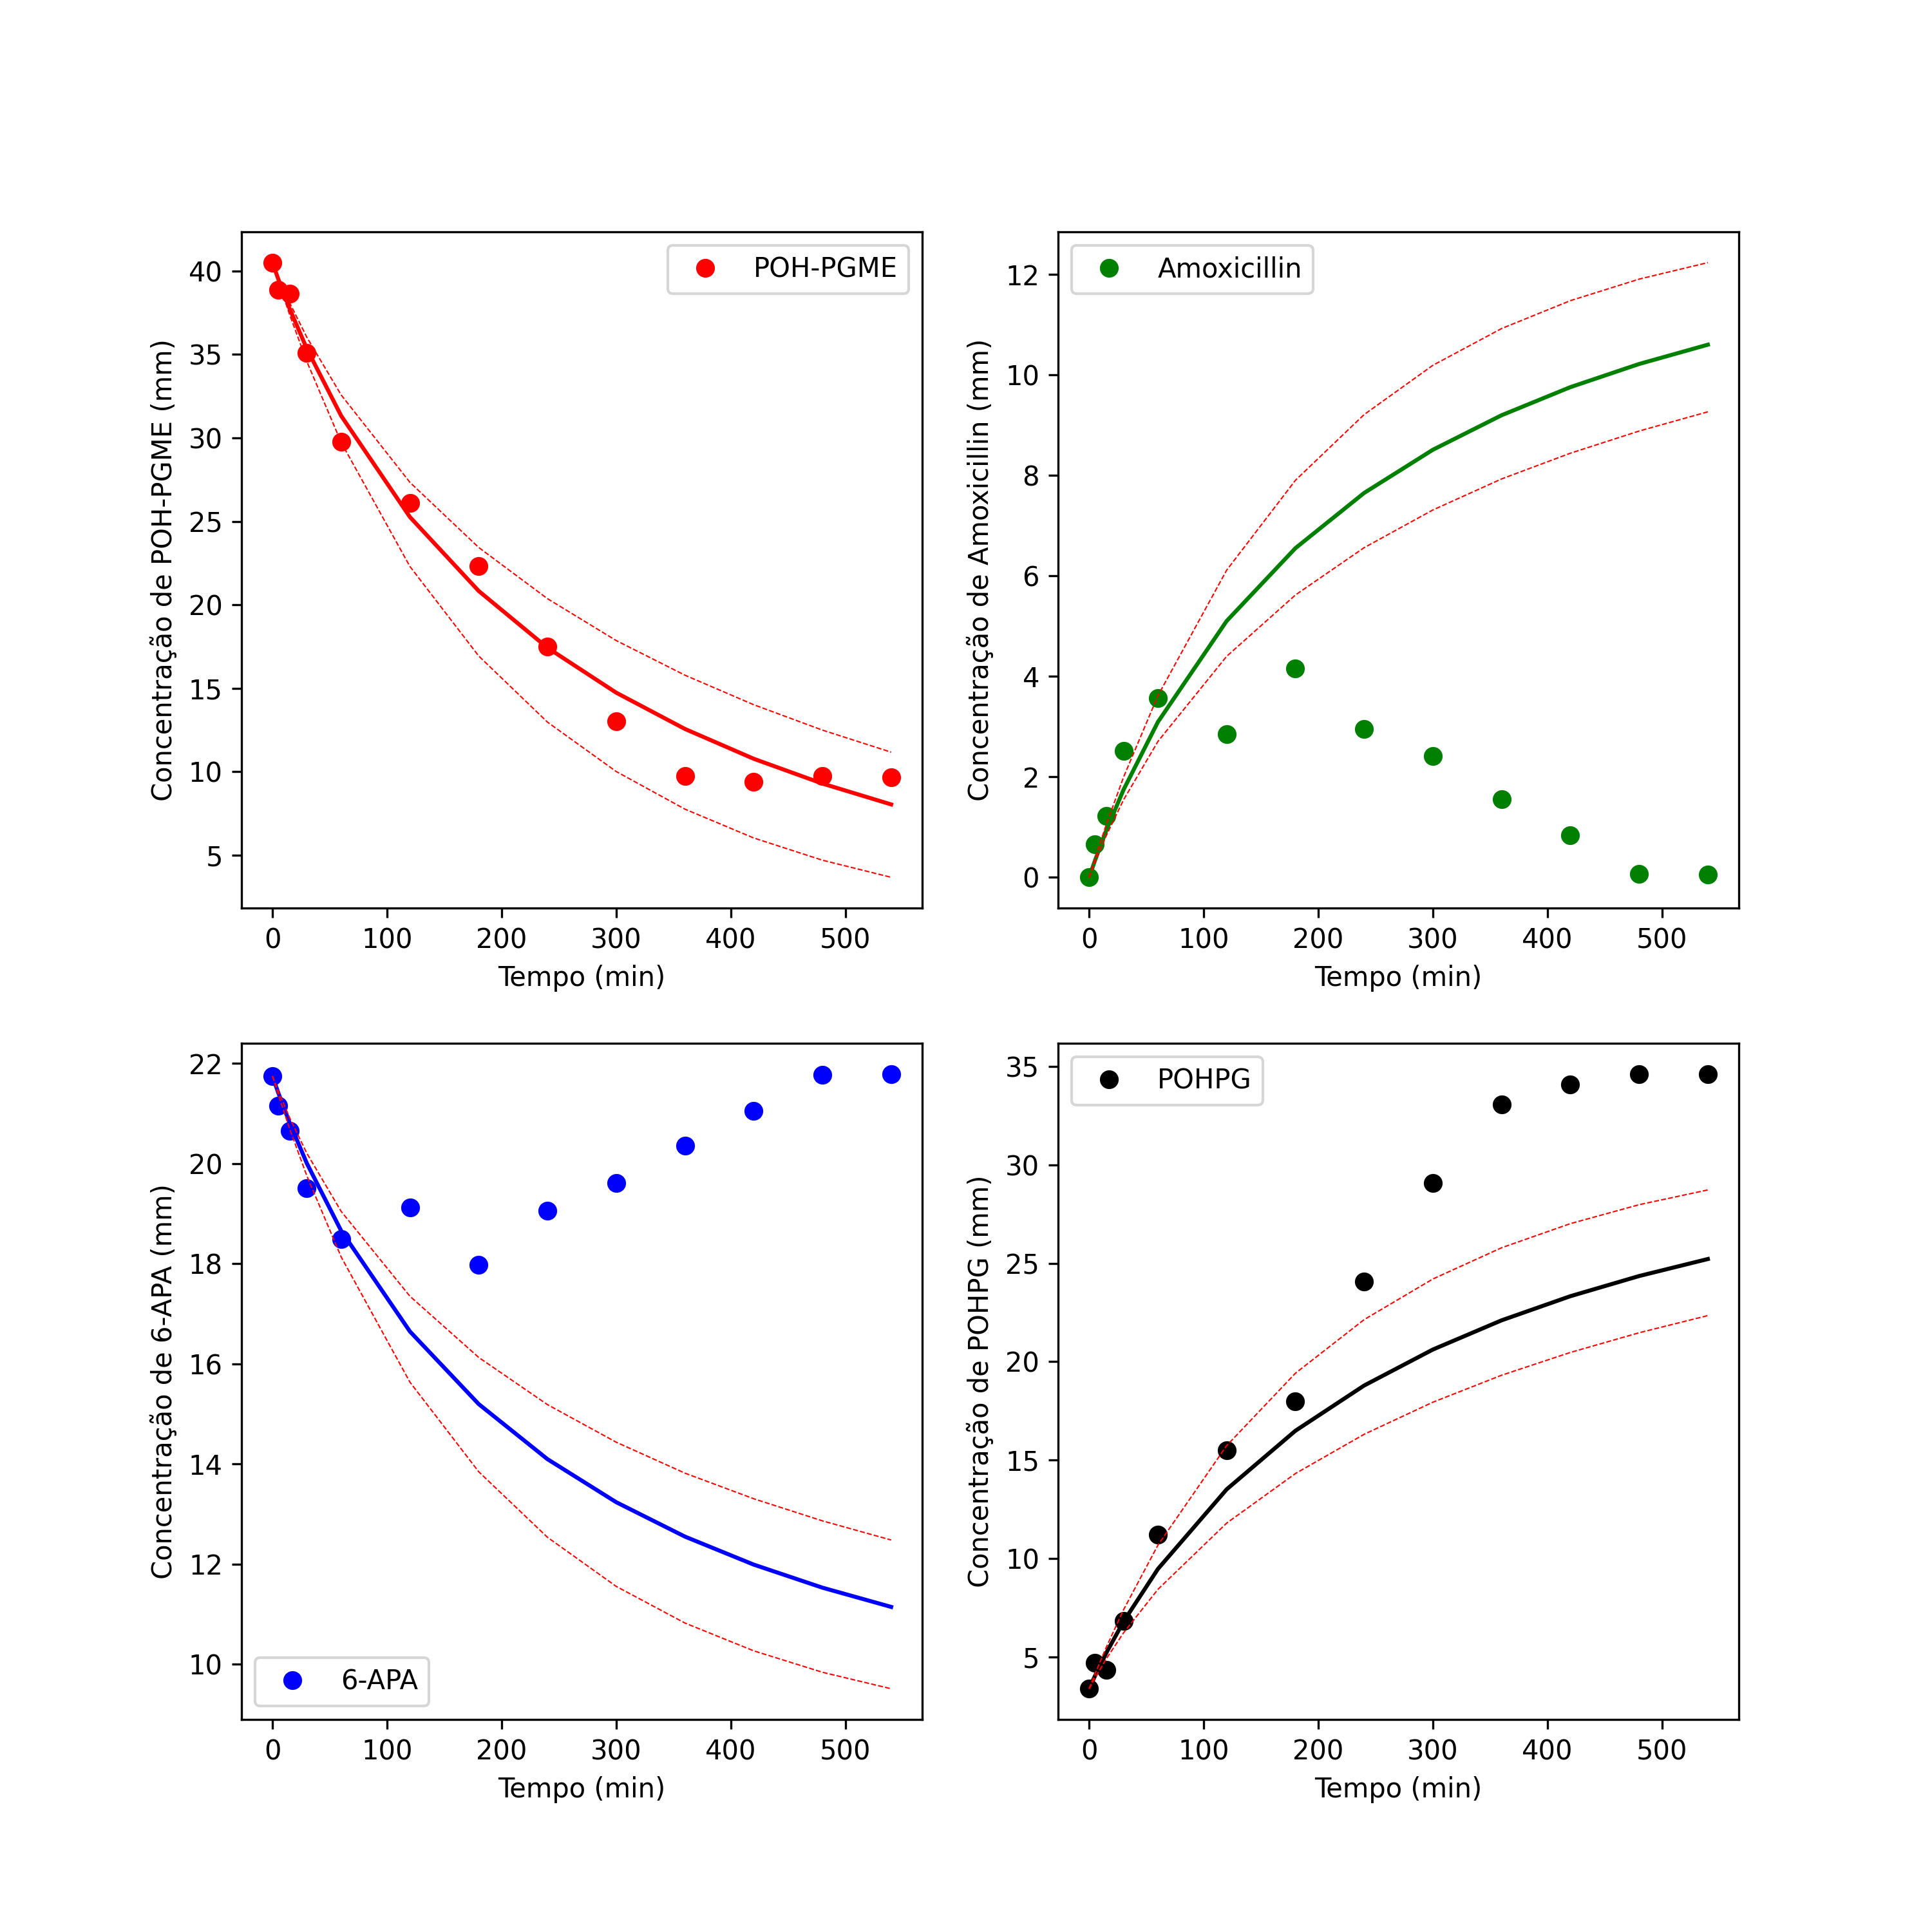 POH-PGME
Concentração de POH-PGME (mm)
40
35
30
25
20
15
10
5
0 100 200 300 400 500
Tempo (min)
Amoxicillin
Concentração de Amoxicillin (mm)
12
10
8
6
4
2
0
0 100 200 300 400 500
Tempo (min)
6-APA
Concentração de 6-APA (mm)
22
20
18
16
14
12
10
0 100 200 300 400 500
Tempo (min)
POHPG
Concentração de POHPG (mm)
35
30
25
20
15
10
5
0 100 200 300 400 500
Tempo (min)